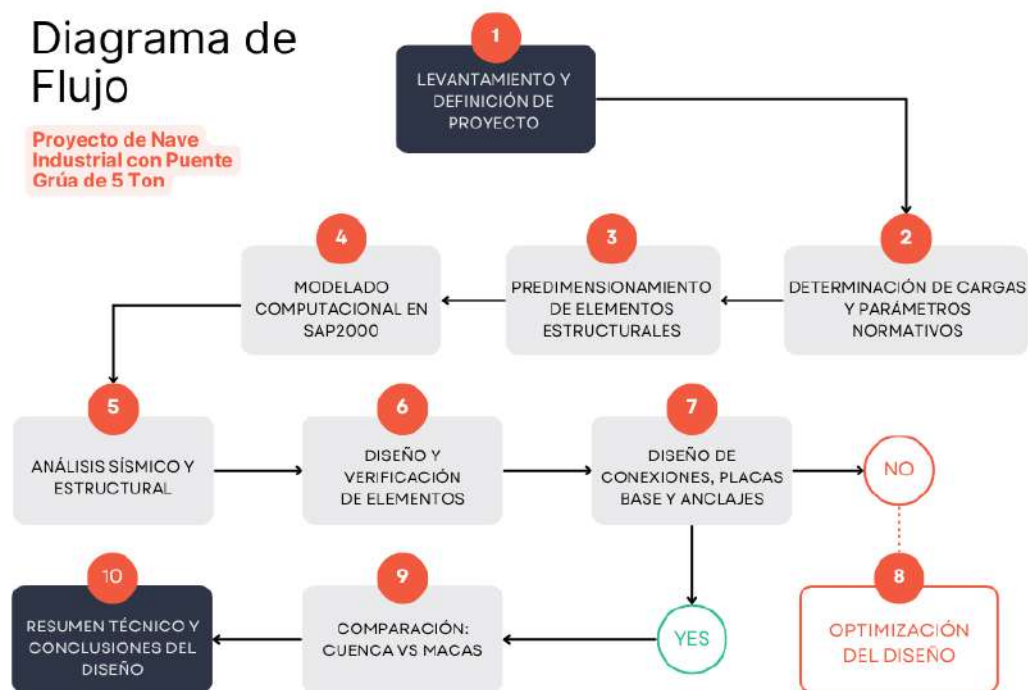 Diagrama de
Flujo
Proyecto de Nave
Industrial con Puente
Grúa de 5 Ton
1
LEVANTAMIENTO Y
DEFINICIÓN DE
PROYECTO
2
DETERMINACIÓN DE CARGAS
Y PARÁMETROS
NORMATIVOS
3
PREDIMENSIONAMIENTO
DE ELEMENTOS
ESTRUCTURALES
4
MODELADO
COMPUTACIONAL EN
SAP2000
5
ANÁLISIS SÍSMICO Y
ESTRUCTURAL
6
DISEÑO Y
VERIFICACIÓN
DE ELEMENTOS
7
DISEÑO DE
CONEXIONES, PLACAS
BASE Y ANCLAJES
NO
8
OPTIMIZACIÓN
DEL DISEÑO
YES
9
COMPARACIÓN:
CUENCA VS MACAS
10
RESUMEN TÉCNICO Y
CONCLUSIONES DEL
DISEÑO